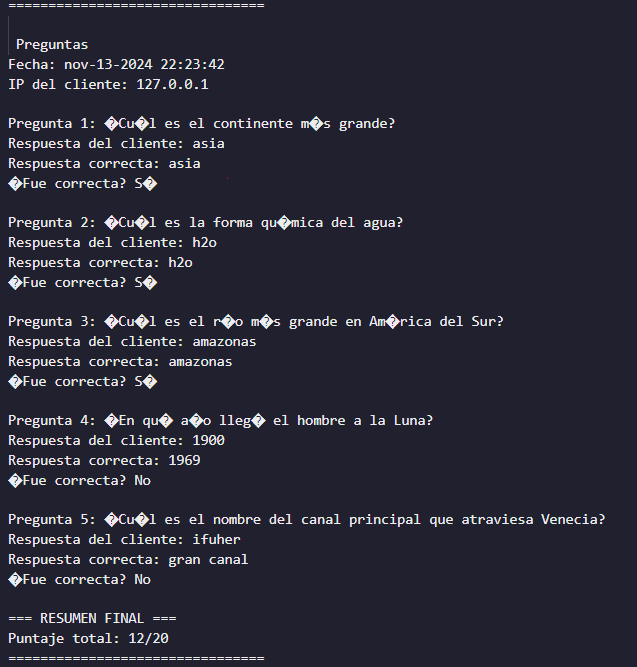 ================================
Preguntas
Fecha: nov-13-2024 22:23:42
IP del cliente: 127.0.0.1
Pregunta 1: �Cu�l es el continente m�s grande?
Respuesta del cliente: asia
Respuesta correcta: asia
�Fue correcta? S�
Pregunta 2: �Cu�l es la forma qu�mica del agua?
Respuesta del cliente: h2o
Respuesta correcta: h2o
�Fue correcta? S�
Pregunta 3: �Cu�l es el r�o m�s grande en Am�rica del Sur?
Respuesta del cliente: amazonas
Respuesta correcta: amazonas
�Fue correcta? S�
Pregunta 4: �En qu� a�o lleg� el hombre a la Luna?
Respuesta del cliente: 1900
Respuesta correcta: 1969
�Fue correcta? No
Pregunta 5: �Cu�l es el nombre del canal principal que atraviesa Venecia?
Respuesta del cliente: ifuher
Respuesta correcta: gran canal
�Fue correcta? No
=== RESUMEN FINAL ===
Puntaje total: 12/20
================================